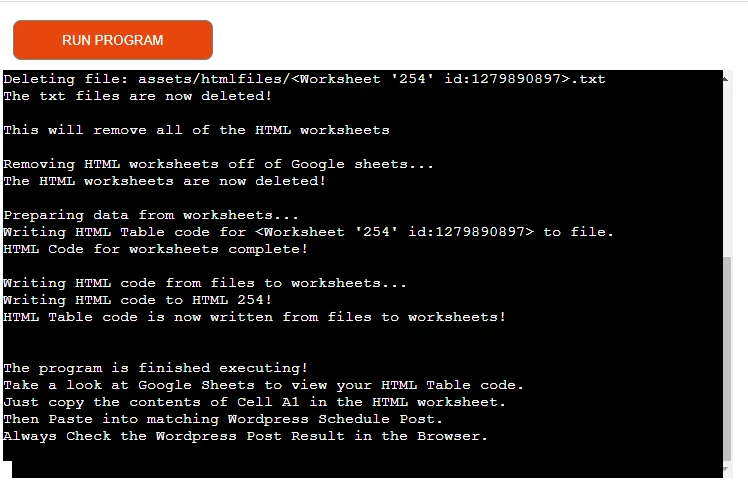 RUN PROGRAM
Deleting file: assets/htmlfiles/<Worksheet '254' id:1279890897>.txt
The txt files are now deleted!
This will remove all of the HTML worksheets
Removing HTML worksheets off of Google sheets...
The HTML worksheets are now deleted!
Preparing data from worksheets...
Writing HTML Table code for <Worksheet '254' id:1279890897> to file.
HTML Code for worksheets complete!
Writing HTML code from files to worksheets...
Writing HTML code to HTML 254!
HTML Table code is now written from files to worksheets!
The program is finished executing!
Take a look at Google Sheets to view your HTML Table code.
Just copy the contents of Cell A1 in the HTML worksheet.
Then Paste into matching Wordpress Schedule Post.
Always Check the Wordpress Post Result in the Browser.